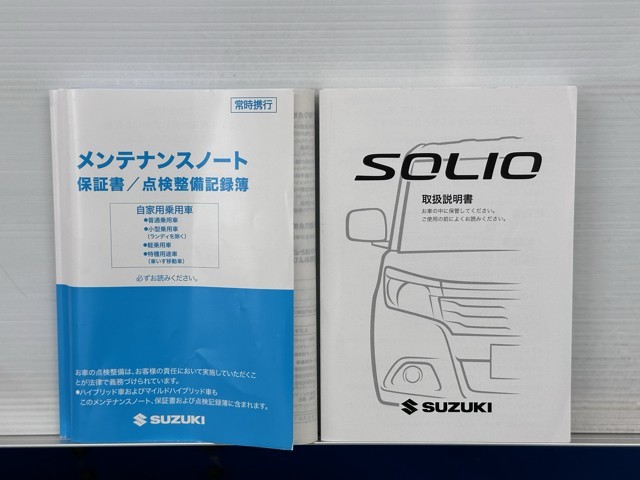 常時携行
メンテナンスノート
保証書／点検整備記録簿
自家用乗用車
●普通乗用車
●小型乗用車
(ランディを除く)
●軽乗用車
●特種用途車
(車いす移動車)
必ずお読みください。
お車の点検整備は、お客様の責任において実施していただくこ
とが法律で義務づけられています。
●ハイブリッド車およびマイルドハイブリッド車も
このメンテナンスノート、保証書および点検記録簿に含まれます。
SUZUKI
SOLIO
取扱説明書
お車の中に保管してください。
ご使用の前によくお読みください。
SUZUKI